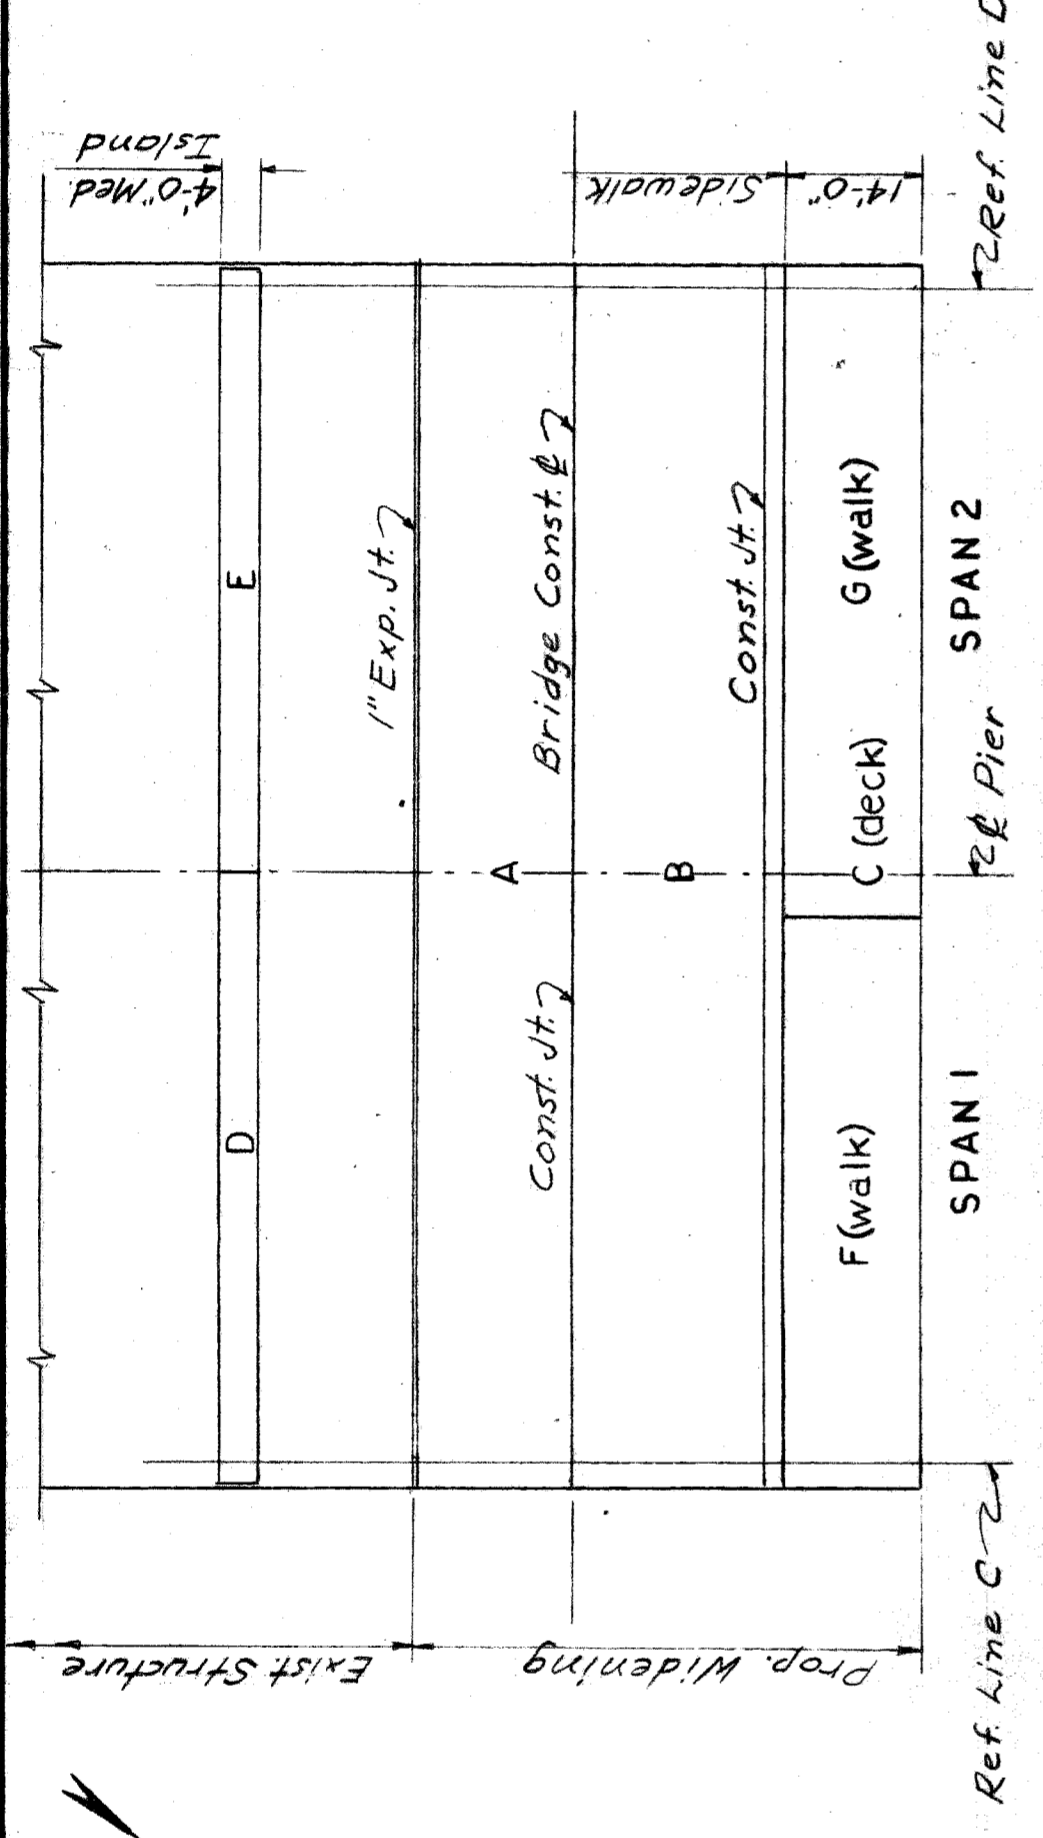 4'-0" Med.
Island
Sidewalk
14'-0"
D
E
1" Exp. Jt.
A
Bridge Const. ℄
Const. Jt.
B
Const. Jt.
F (walk)
C (deck)
G (walk)
SPAN 1
SPAN 2
Ref. Line C
℄ Pier
Ref. Line D
Exist. Structure
Prop. Widening